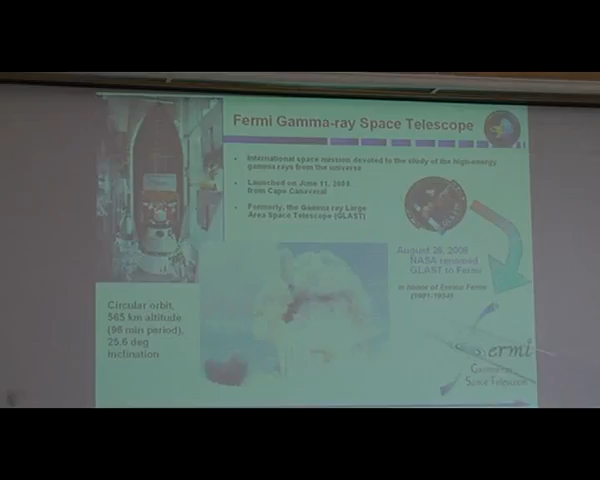 Fermi Gamma-ray Space Telescope
International space mission devoted to the study of the high-energy
gamma rays from the universe
Launched on June 11, 2008
from Cape Canaveral
Formerly, the Gamma ray Large
Area Space Telescope (GLAST)
August 26, 2008
NASA renamed
GLAST to Fermi
in honor of Enrico Fermi
(1901-1954)
Circular orbit,
565 km altitude
(96 min period),
25.6 deg
inclination
ermi
Gamma-ray
Space Telescope